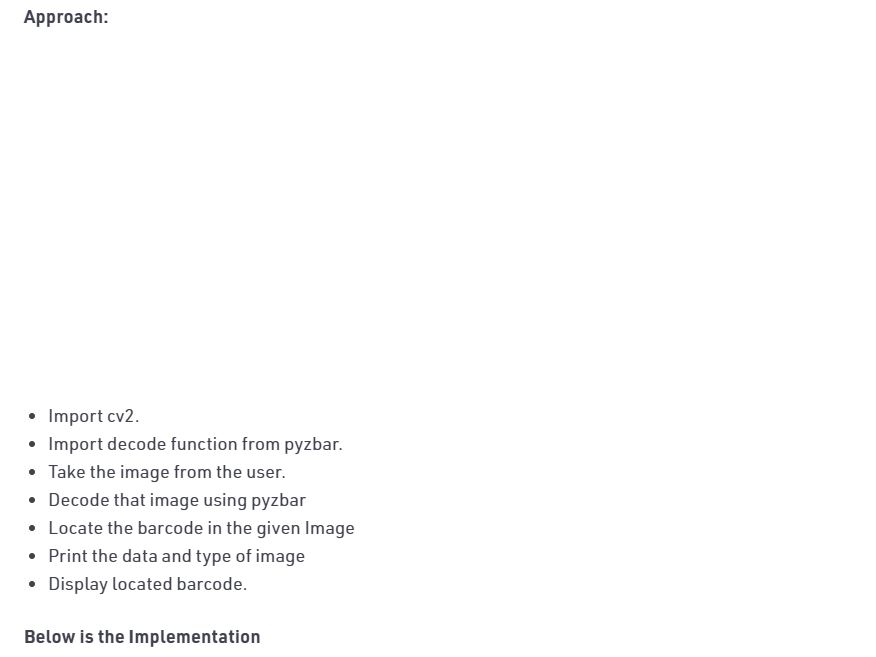 Approach:
Import cv2.
Import decode function from pyzbar.
Take the image from the user.
Decode that image using pyzbar
Locate the barcode in the given Image
Print the data and type of image
Display located barcode.
Below is the Implementation